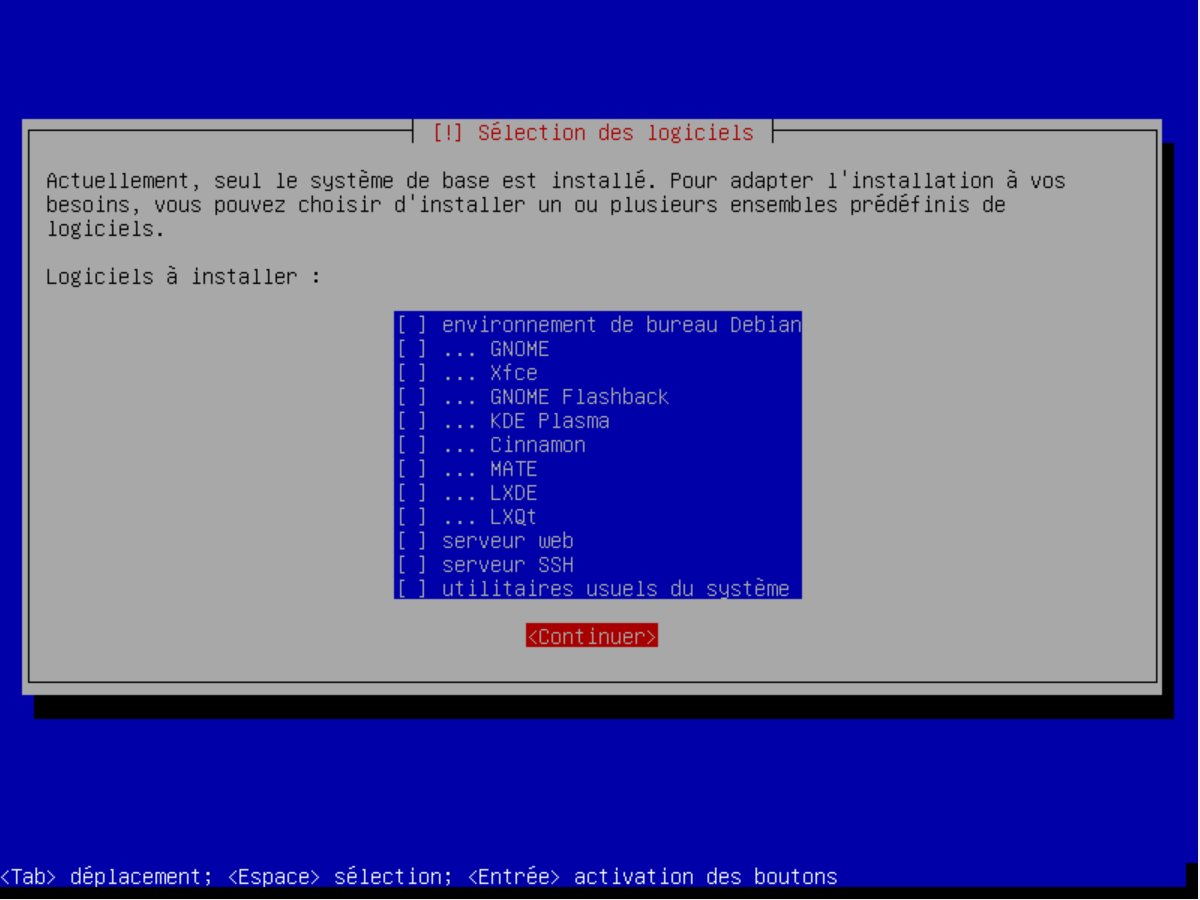 [!] Sélection des logiciels
Actuellement, seul le système de base est installé. Pour adapter l'installation à vos
besoins, vous pouvez choisir d'installer un ou plusieurs ensembles prédéfinis de
logiciels.
Logiciels à installer :
[ ] environnement de bureau Debian
[ ] ... GNOME
[ ] ... Xfce
[ ] ... GNOME Flashback
[ ] ... KDE Plasma
[ ] ... Cinnamon
[ ] ... MATE
[ ] ... LXDE
[ ] ... LXQt
[ ] serveur web
[ ] serveur SSH
[ ] utilitaires usuels du système
<Continuer>
<Tab> déplacement; <Espace> sélection; <Entrée> activation des boutons